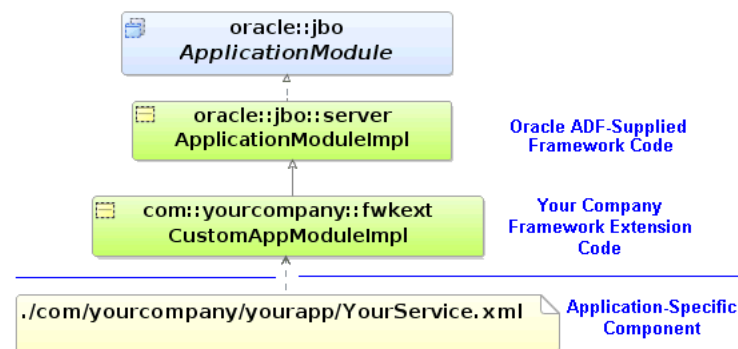 oracle::jbo
ApplicationModule
oracle::jbo::server
ApplicationModuleImpl
Oracle ADF-Supplied
Framework Code
com::yourcompany::fwkext
CustomAppModuleImpl
Your Company
Framework Extension
Code
./com/yourcompany/yourapp/YourService.xml
Application-Specific
Component